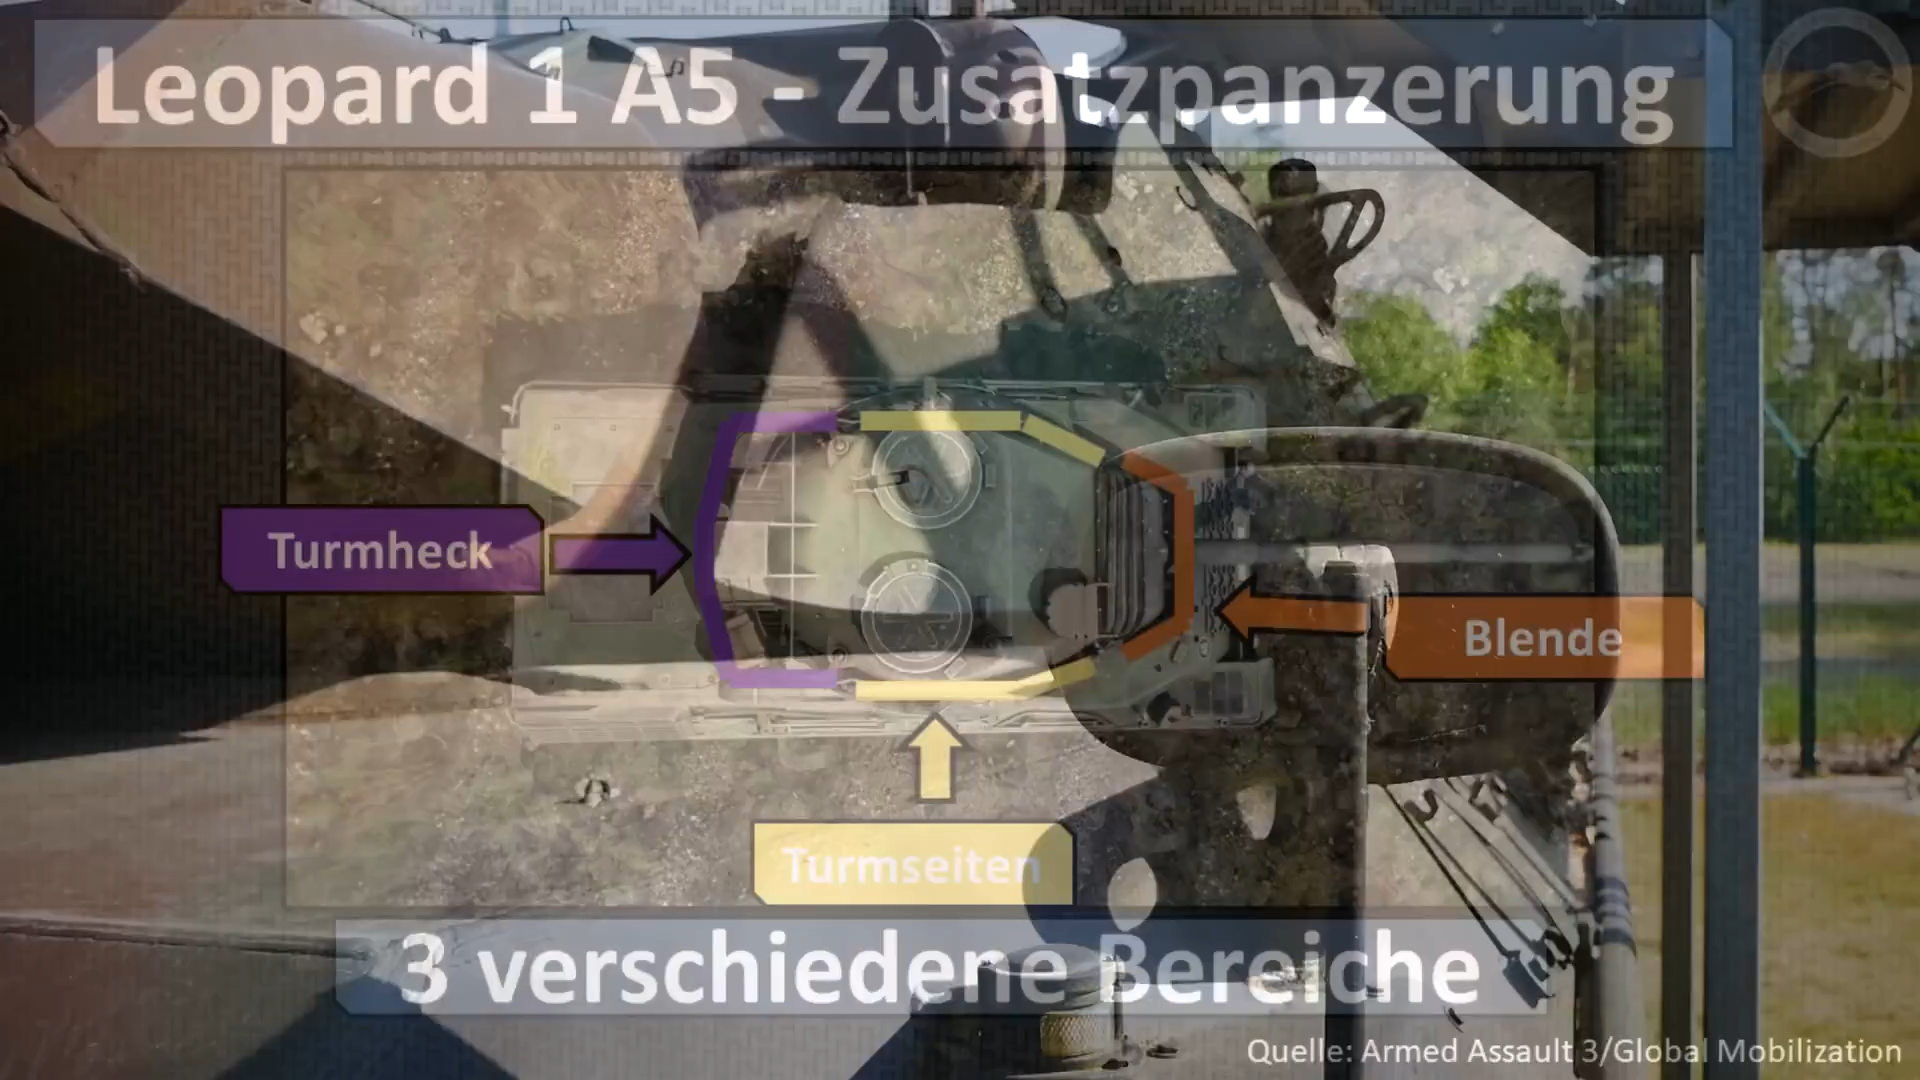 Leopard 1 A5 - Zusatzpanzerung
Turmheck
Blende
Turmseiten
3 verschiedene Bereiche
Quelle: Armed Assault 3/Global Mobilization